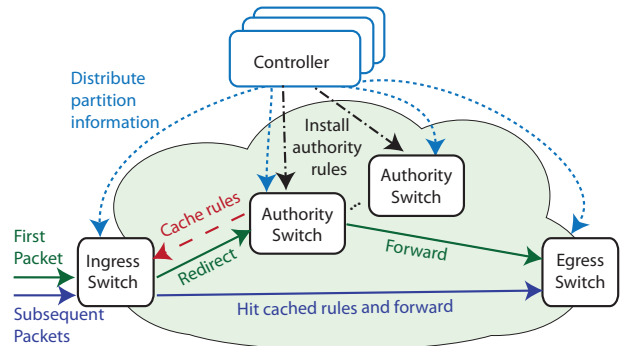 Controller
Distribute
partition
information
Install
authority
rules
Authority
Switch
Cache rules
Authority
Switch
First
Packet
Ingress
Switch
Redirect
Forward
Egress
Switch
Hit cached rules and forward
Subsequent
Packets